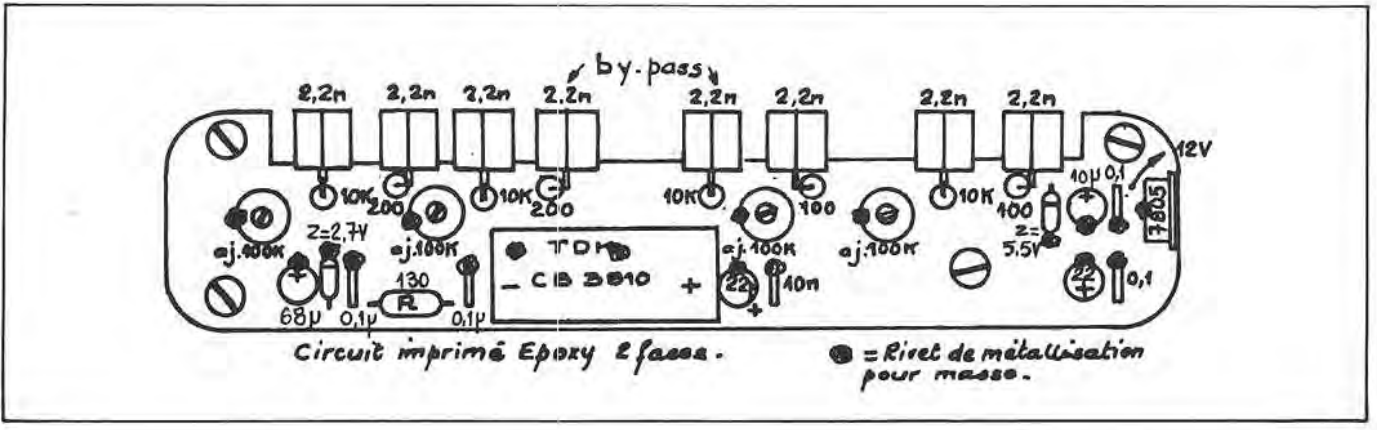 by.pass
2,2n 2,2n 2,2n 2.2n 2,2n 2,2n 2,2n 2,2n
12V
10K 200 10K 200 10K 100 10K 100 10µ 0,1
7805
aj.100K Z=2,7V aj.100K aj.100K aj.100K z=
5.5V
TDK
130 CB 3810 22 10n 22 0,1
R - +
68µ 0,1µ 0,1µ
Circuit imprimé Epoxy 2 fasse.
= Rivet de métallisation
pour masse.